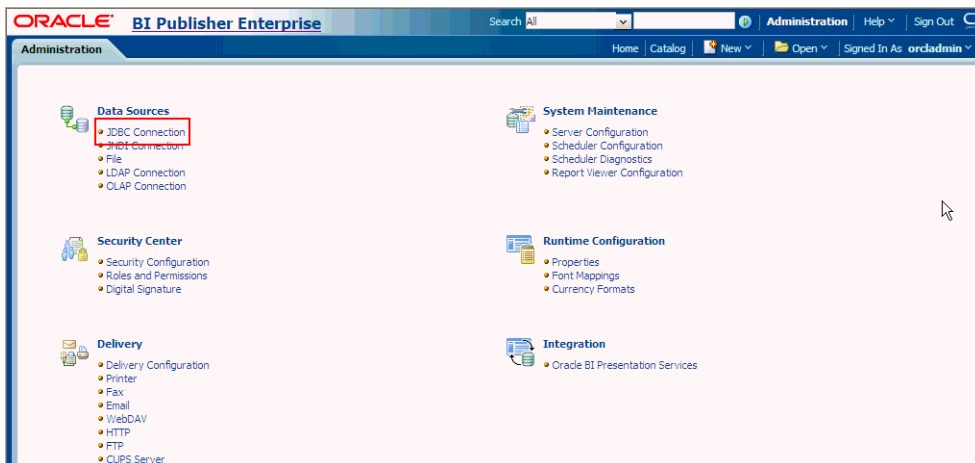 ORACLE BI Publisher Enterprise
Search All
Administration Help Sign Out
Administration
Home Catalog New Open Signed In As orcladmin
Data Sources
JDBC Connection
JNDI Connection
File
LDAP Connection
OLAP Connection
System Maintenance
Server Configuration
Scheduler Configuration
Scheduler Diagnostics
Report Viewer Configuration
Security Center
Security Configuration
Roles and Permissions
Digital Signature
Runtime Configuration
Properties
Font Mappings
Currency Formats
Delivery
Delivery Configuration
Printer
Fax
Email
WebDAV
HTTP
FTP
CUPS Server
Integration
Oracle BI Presentation Services